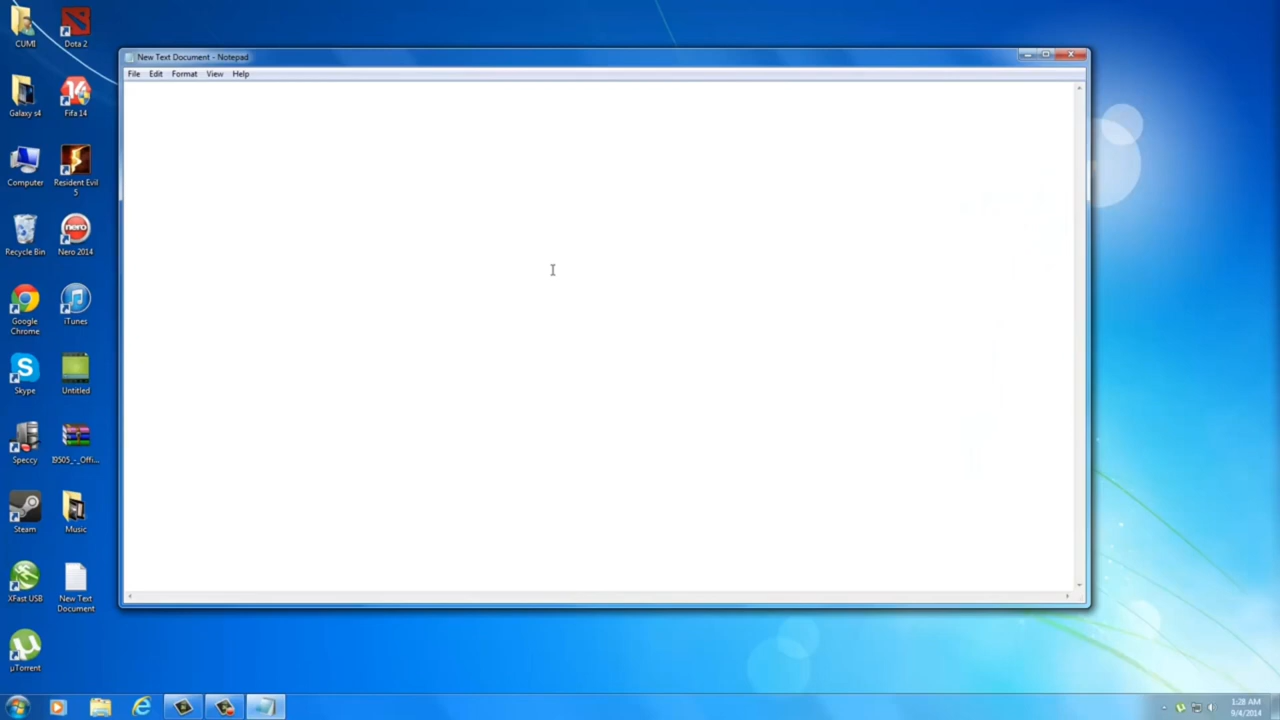 New Text Document - Notepad
File Edit Format View Help
CUMI
Dota 2
Galaxy s4
Fifa 14
Computer
Resident Evil
5
Recycle Bin
Nero 2014
Google
Chrome
iTunes
Skype
Untitled
Speccy
I9505_-_Offi...
Steam
Music
XFast USB
New Text
Document
µTorrent
1:28 AM
9/4/2014